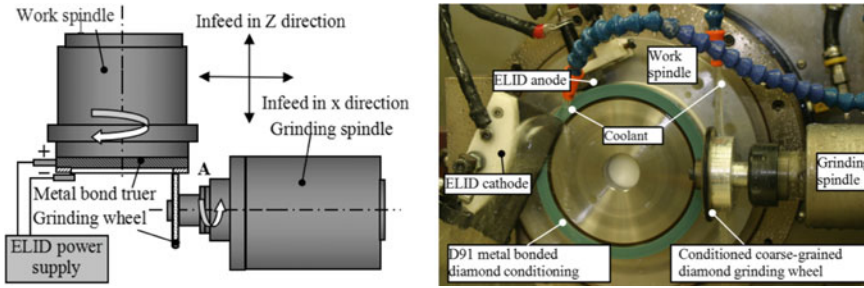 Work spindle
Infeed in Z direction
Infeed in x direction
Grinding spindle
+
−
A
Metal bond truer
Grinding wheel
ELID power
supply
Work
spindle
ELID anode
Coolant
ELID cathode
Grinding
spindle
D91 metal bonded
diamond conditioning
Conditioned coarse-grained
diamond grinding wheel